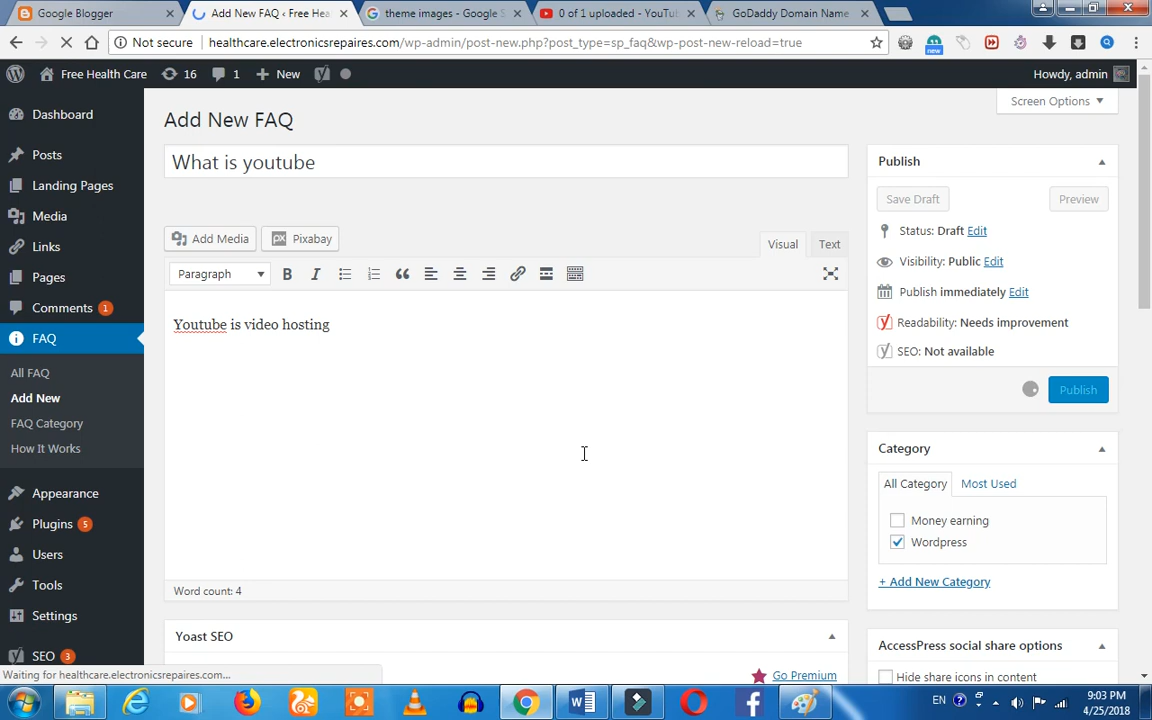 Google Blogger
Add New FAQ ‹ Free Hea
theme images - Google S
0 of 1 uploaded - YouTu
GoDaddy Domain Name
Not secure
healthcare.electronicsrepaires.com/wp-admin/post-new.php?post_type=sp_faq&wp-post-new-reload=true
new
Free Health Care
16
1
New
Howdy, admin
Dashboard
Posts
Landing Pages
Media
Links
Pages
Comments 1
FAQ
All FAQ
Add New
FAQ Category
How It Works
Appearance
Plugins 5
Users
Tools
Settings
SEO 3
Screen Options
Add New FAQ
What is youtube
Add Media
Pixabay
Visual
Text
Paragraph
B
I
Youtube is video hosting
Word count: 4
Yoast SEO
Go Premium
Publish
Save Draft
Preview
Status: Draft Edit
Visibility: Public Edit
Publish immediately Edit
Readability: Needs improvement
SEO: Not available
Publish
Category
All Category
Most Used
Money earning
Wordpress
+ Add New Category
AccessPress social share options
Hide share icons in content
Waiting for healthcare.electronicsrepaires.com...
EN
9:03 PM
4/25/2018